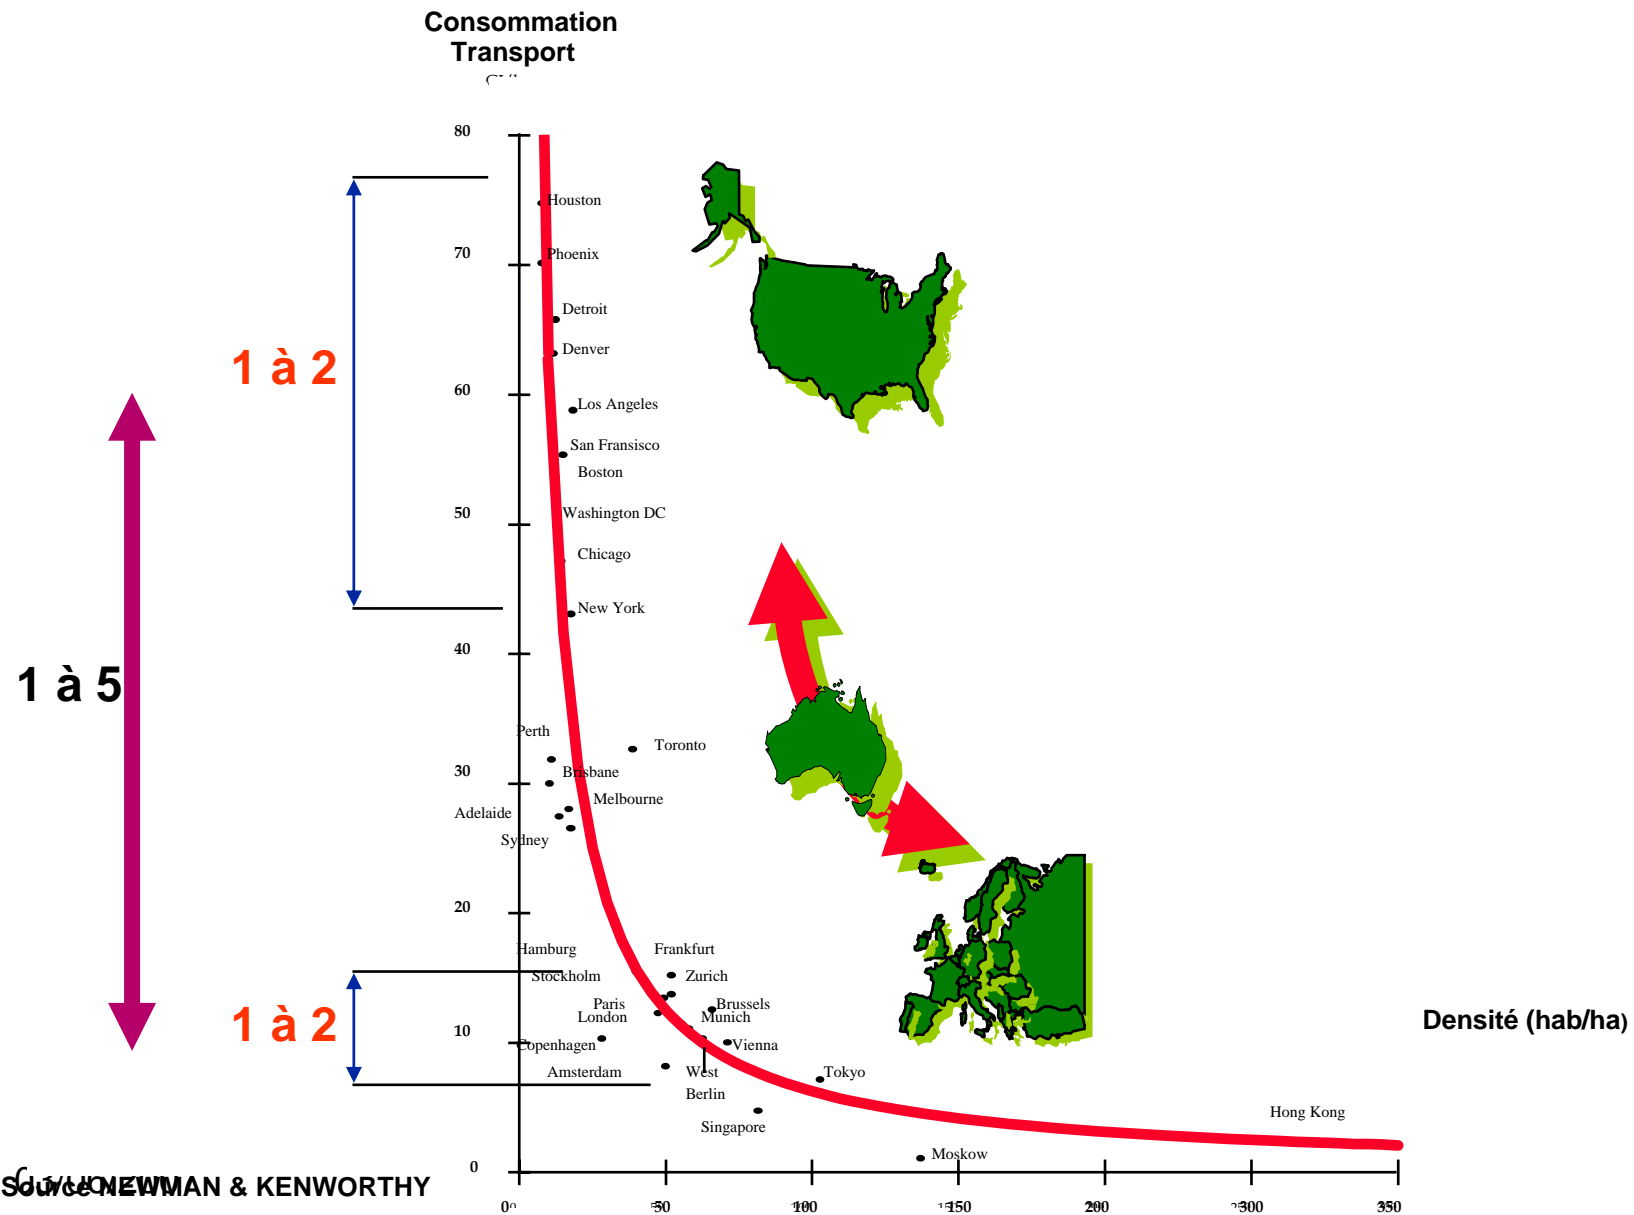 Consommation
Transport
80
Houston
Phoenix
70
Detroit
1 à 2
Denver
60
Los Angeles
San Fransisco
Boston
50
Washington DC
Chicago
New York
40
1 à 5
Perth
Toronto
30
Brisbane
Melbourne
Adelaide
Sydney
20
Hamburg
Frankfurt
Stockholm
Zurich
Paris
Brussels
London
Munich
1 à 2
10
Densité (hab/ha)
Copenhagen
Vienna
Amsterdam
West
Berlin
Tokyo
Singapore
Hong Kong
Moskow
0
Source NEWMAN & KENWORTHY
0
50
100
150
200
300
350